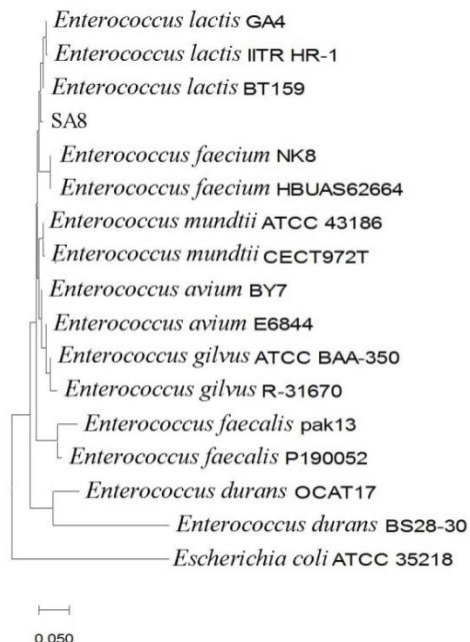 Enterococcus lactis GA4
Enterococcus lactis IITR HR-1
Enterococcus lactis BT159
SA8
Enterococcus faecium NK8
Enterococcus faecium HBUAS62664
Enterococcus mundtii ATCC 43186
Enterococcus mundtii CECT972T
Enterococcus avium BY7
Enterococcus avium E6844
Enterococcus gilvus ATCC BAA-350
Enterococcus gilvus R-31670
Enterococcus faecalis pak13
Enterococcus faecalis P190052
Enterococcus durans OCAT17
Enterococcus durans BS28-30
Escherichia coli ATCC 35218
0.050